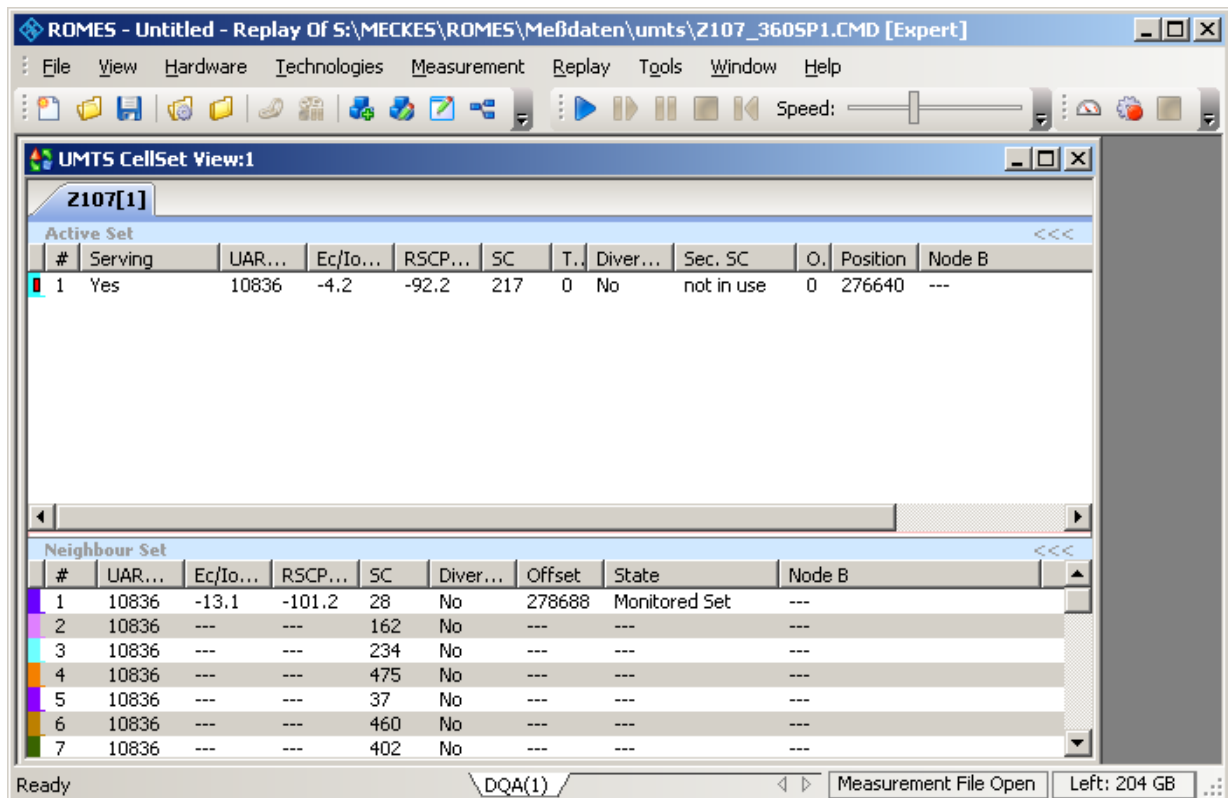 ROMES - Untitled - Replay Of S:\MECKES\ROMES\Meßdaten\umts\Z107_360SP1.CMD [Expert]
File View Hardware Technologies Measurement Replay Tools Window Help
Speed:
UMTS CellSet View:1
Z107[1]
Active Set <<<
# Serving UAR... Ec/Io... RSCP... SC T.. Diver... Sec. SC O. Position Node B
1 Yes 10836 -4.2 -92.2 217 0 No not in use 0 276640 ---
Neighbour Set <<<
# UAR... Ec/Io... RSCP... SC Diver... Offset State Node B
1 10836 -13.1 -101.2 28 No 278688 Monitored Set ---
2 10836 --- --- 162 No --- --- ---
3 10836 --- --- 234 No --- --- ---
4 10836 --- --- 475 No --- --- ---
5 10836 --- --- 37 No --- --- ---
6 10836 --- --- 460 No --- --- ---
7 10836 --- --- 402 No --- --- ---
Ready DQA(1) Measurement File Open Left: 204 GB